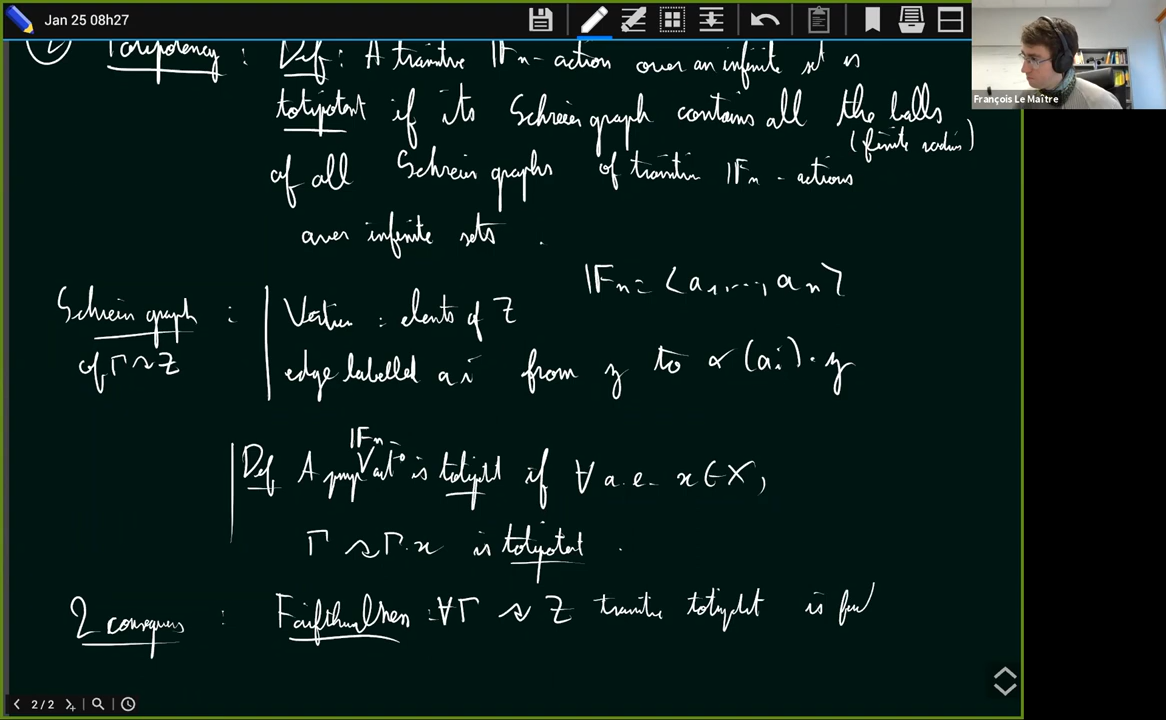 Jan 25 08h27
François Le Maître
Totipotency : Def : A transitive Fn-action over an infinite set is
totipotent if its Schreier graph contains all the balls
(finite radius)
of all Schreier graphs of transitive Fn-actions
over infinite sets.
Fn = <a1, ..., an>
Schreier graph : Vertices : elements of Z
of Γ ↷ Z
edge labelled ai from z to α(ai)·z
Fn-
Def A pmp act° is totipotent if ∀ a.e. x∈X,
Γ ↷ Γ·x is totipotent.
2 consequences : Faithfulness : ∀Γ ↷ Z transitive totipotent is
2/2